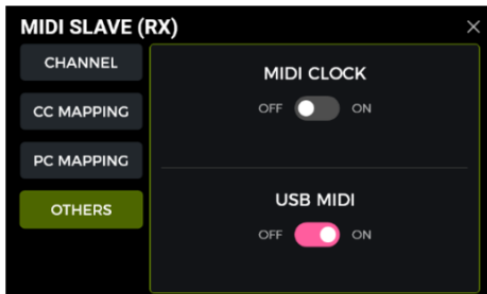 MIDI SLAVE (RX)
CHANNEL
CC MAPPING
PC MAPPING
OTHERS
MIDI CLOCK
OFF ON
USB MIDI
OFF ON